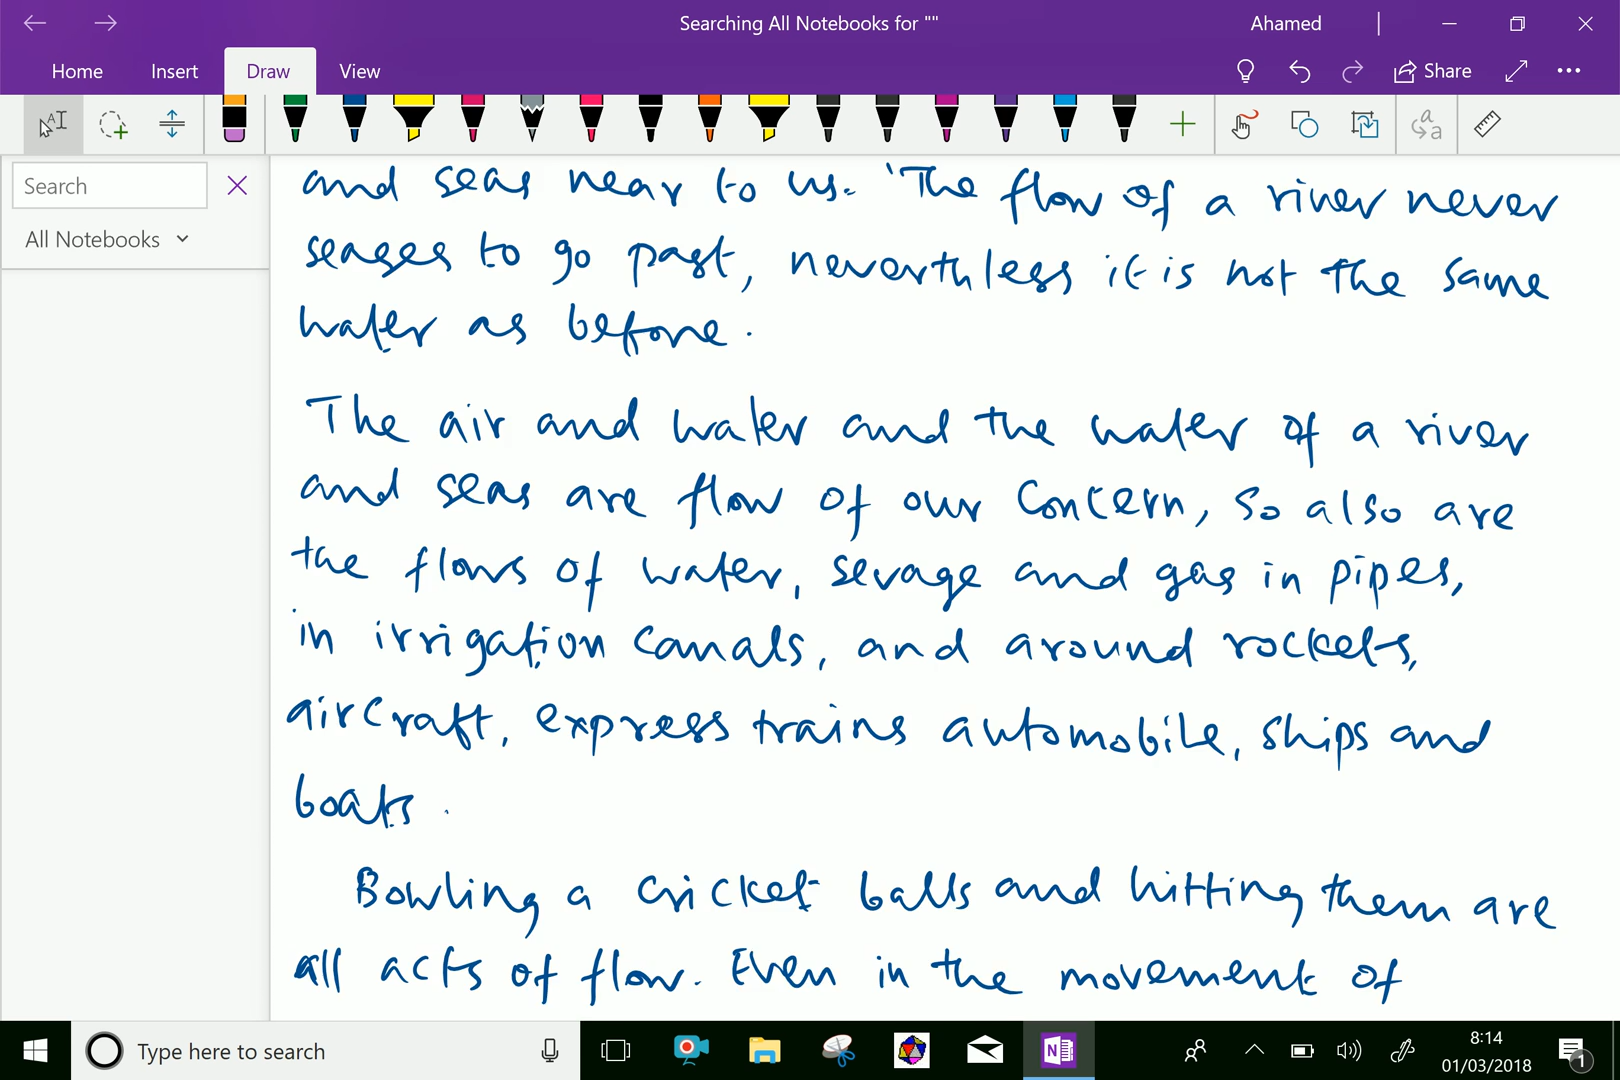 Searching All Notebooks for ""
Ahamed
Home
Insert
Draw
View
Share
Search
All Notebooks
and seas near to us. 'The flow of a river never
seages to go past, nevertheless it is not the same
water as before.
The air and water and the water of a river
and seas are flow of our concern, so also are
the flows of water, sevage and gas in pipes,
in irrigation canals, and around rockets,
aircraft, express trains automobile, ships and
boats.
Bowling a cricket balls and hitting them are
all acts of flow. Even in the movement of
Type here to search
8:14
01/03/2018
1